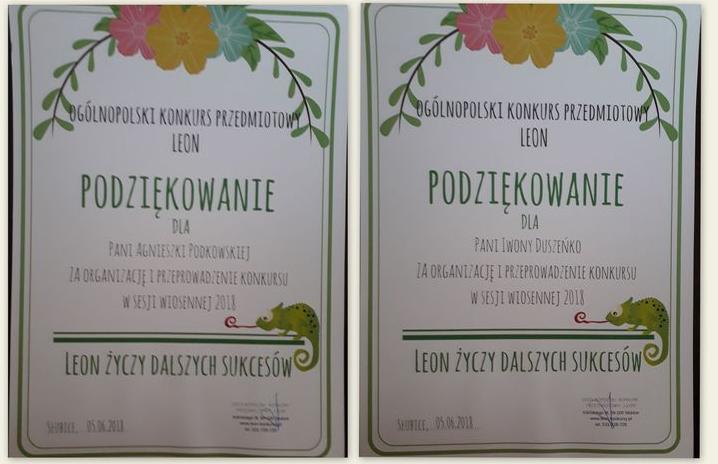 OGÓLNOPOLSKI KONKURS PRZEDMIOTOWY
LEON
PODZIĘKOWANIE
DLA
PANI AGNIESZKI PODKOWSKIEJ
ZA ORGANIZACJĘ I PRZEPROWADZENIE KONKURSU
W SESJI WIOSENNEJ 2018
LEON ŻYCZY DALSZYCH SUKCESÓW
SŁUBICE, 05.06.2018
OGÓLNOPOLSKI KONKURS PRZEDMIOTOWY
LEON
PODZIĘKOWANIE
DLA
PANI IWONY DUSZEŃKO
ZA ORGANIZACJĘ I PRZEPROWADZENIE KONKURSU
W SESJI WIOSENNEJ 2018
LEON ŻYCZY DALSZYCH SUKCESÓW
SŁUBICE, 05.06.2018